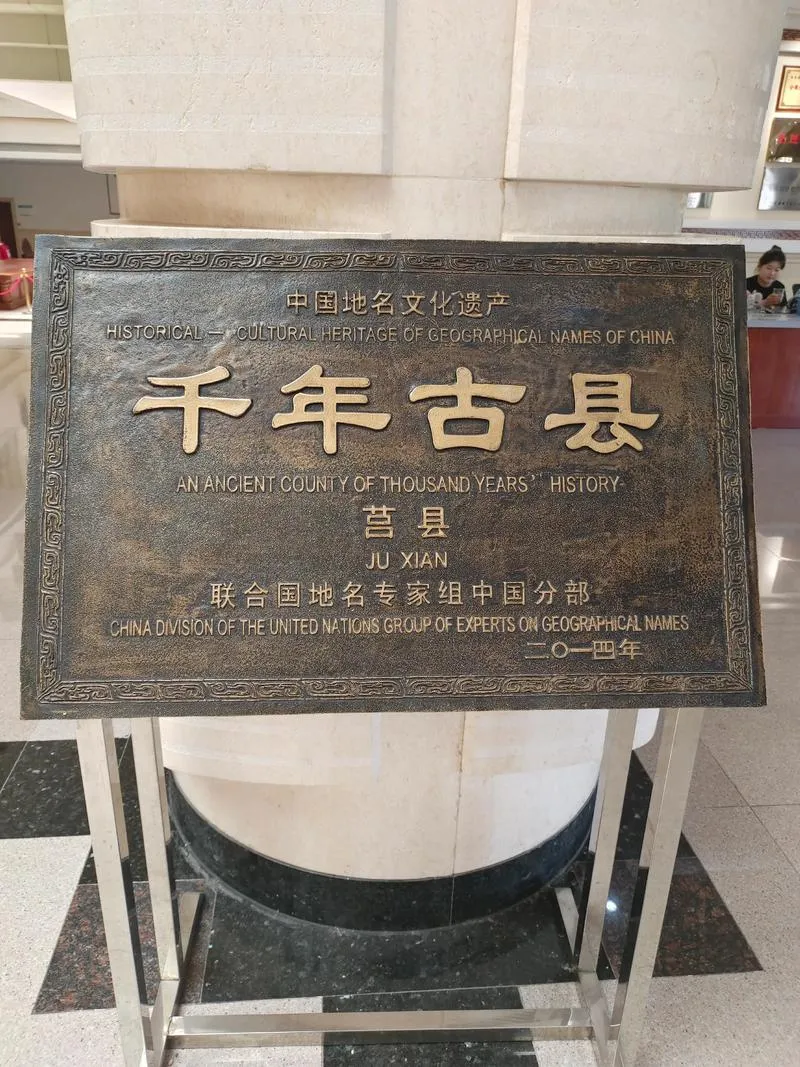 中国地名文化遗产
HISTORICAL — CULTURAL HERITAGE OF GEOGRAPHICAL NAMES OF CHINA
千年古县
AN ANCIENT COUNTY OF THOUSAND YEARS' HISTORY
莒县
JU XIAN
联合国地名专家组中国分部
CHINA DIVISION OF THE UNITED NATIONS GROUP OF EXPERTS ON GEOGRAPHICAL NAMES
二〇一四年